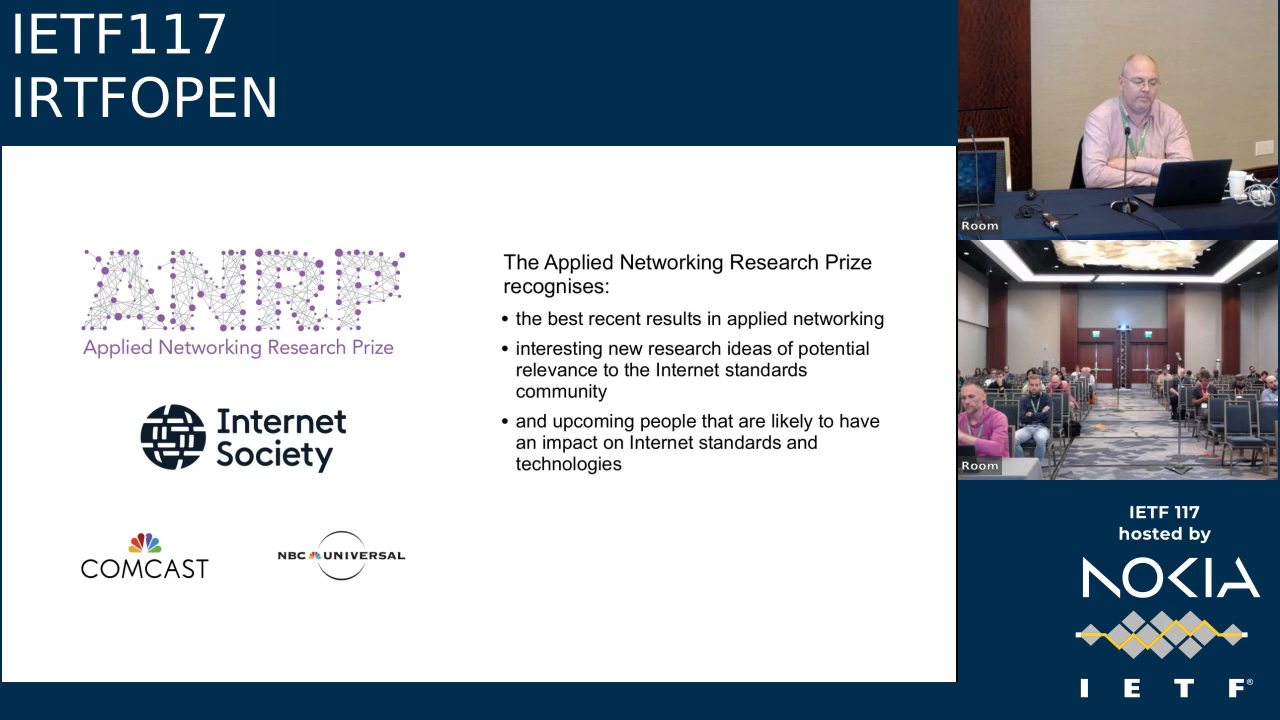 IETF117
IRTFOPEN
ANRP
Applied Networking Research Prize
Internet
Society
COMCAST
NBC UNIVERSAL
The Applied Networking Research Prize
recognises:
• the best recent results in applied networking
• interesting new research ideas of potential
relevance to the Internet standards
community
• and upcoming people that are likely to have
an impact on Internet standards and
technologies
Room
Room
IETF 117
hosted by
NOKIA
I E T F®